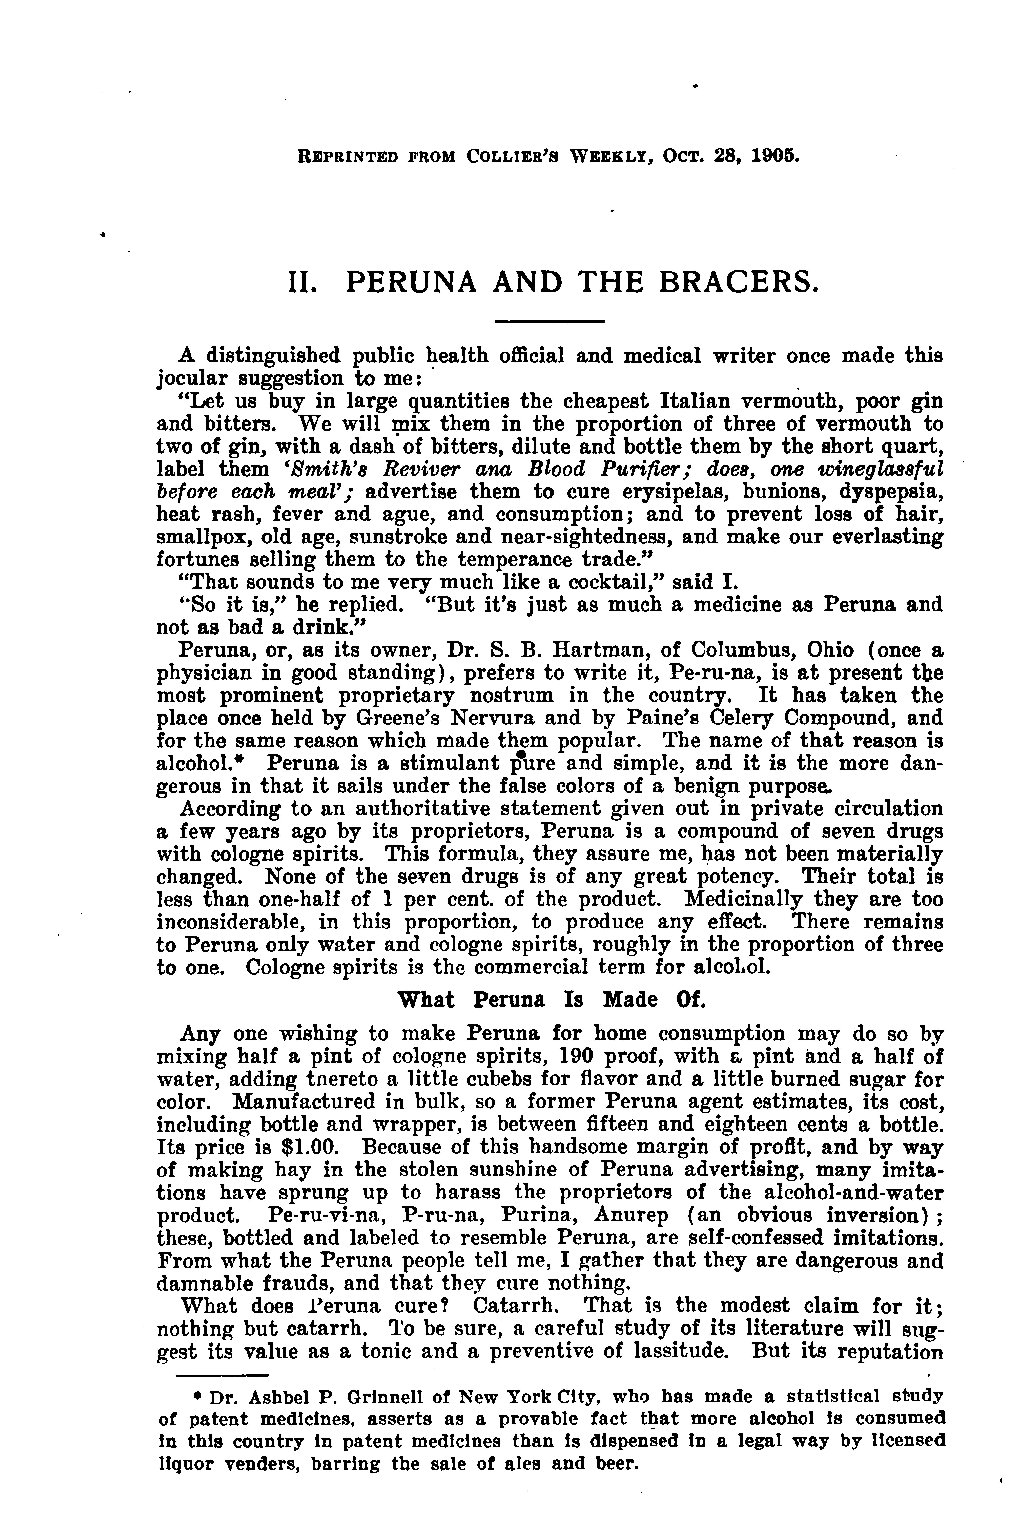 REPRINTED FROM COLLIER'S WEEKLY, OCT. 28, 1905.
II. PERUNA AND THE BRACERS.
A distinguished public health official and medical writer once made this
jocular suggestion to me:
"Let us buy in large quantities the cheapest Italian vermouth, poor gin
and bitters. We will mix them in the proportion of three of vermouth to
two of gin, with a dash of bitters, dilute and bottle them by the short quart,
label them 'Smith's Reviver and Blood Purifier; does, one wineglassful
before each meal'; advertise them to cure erysipelas, bunions, dyspepsia,
heat rash, fever and ague, and consumption; and to prevent loss of hair,
smallpox, old age, sunstroke and near-sightedness, and make our everlasting
fortunes selling them to the temperance trade."
"That sounds to me very much like a cocktail," said I.
"So it is," he replied. "But it's just as much a medicine as Peruna and
not as bad a drink."
Peruna, or, as its owner, Dr. S. B. Hartman, of Columbus, Ohio (once a
physician in good standing), prefers to write it, Pe-ru-na, is at present the
most prominent proprietary nostrum in the country. It has taken the
place once held by Greene's Nervura and by Paine's Celery Compound, and
for the same reason which made them popular. The name of that reason is
alcohol.* Peruna is a stimulant pure and simple, and it is the more dan-
gerous in that it sails under the false colors of a benign purpose.
According to an authoritative statement given out in private circulation
a few years ago by its proprietors, Peruna is a compound of seven drugs
with cologne spirits. This formula, they assure me, has not been materially
changed. None of the seven drugs is of any great potency. Their total is
less than one-half of 1 per cent. of the product. Medicinally they are too
inconsiderable, in this proportion, to produce any effect. There remains
to Peruna only water and cologne spirits, roughly in the proportion of three
to one. Cologne spirits is the commercial term for alcohol.
What Peruna Is Made Of.
Any one wishing to make Peruna for home consumption may do so by
mixing half a pint of cologne spirits, 190 proof, with a pint and a half of
water, adding thereto a little cubebs for flavor and a little burned sugar for
color. Manufactured in bulk, so a former Peruna agent estimates, its cost,
including bottle and wrapper, is between fifteen and eighteen cents a bottle.
Its price is $1.00. Because of this handsome margin of profit, and by way
of making hay in the stolen sunshine of Peruna advertising, many imita-
tions have sprung up to harass the proprietors of the alcohol-and-water
product. Pe-ru-vi-na, P-ru-na, Purina, Anurep (an obvious inversion);
these, bottled and labeled to resemble Peruna, are self-confessed imitations.
From what the Peruna people tell me, I gather that they are dangerous and
damnable frauds, and that they cure nothing.
What does Peruna cure? Catarrh. That is the modest claim for it;
nothing but catarrh. To be sure, a careful study of its literature will sug-
gest its value as a tonic and a preventive of lassitude. But its reputation
* Dr. Ashbel P. Grinnell of New York City, who has made a statistical study
of patent medicines, asserts as a provable fact that more alcohol is consumed
in this country in patent medicines than is dispensed in a legal way by licensed
liquor venders, barring the sale of ales and beer.